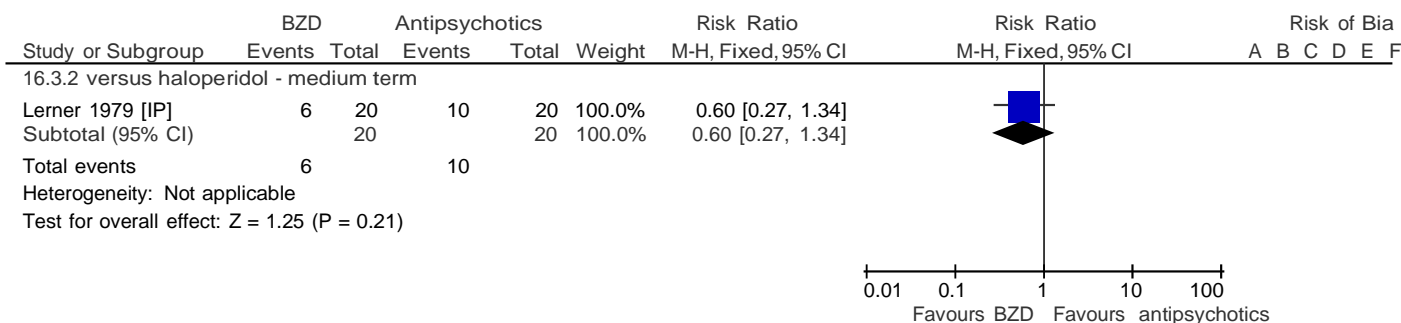 BZD Antipsychotics Risk Ratio Risk Ratio Risk of Bia
Study or Subgroup Events Total Events Total Weight M-H, Fixed, 95% CI M-H, Fixed, 95% CI A B C D E F
16.3.2 versus haloperidol - medium term
Lerner 1979 [IP] 6 20 10 20 100.0% 0.60 [0.27, 1.34]
Subtotal (95% CI) 20 20 100.0% 0.60 [0.27, 1.34]
Total events 6 10
Heterogeneity: Not applicable
Test for overall effect: Z = 1.25 (P = 0.21)
0.01 0.1 1 10 100
Favours BZD Favours antipsychotics